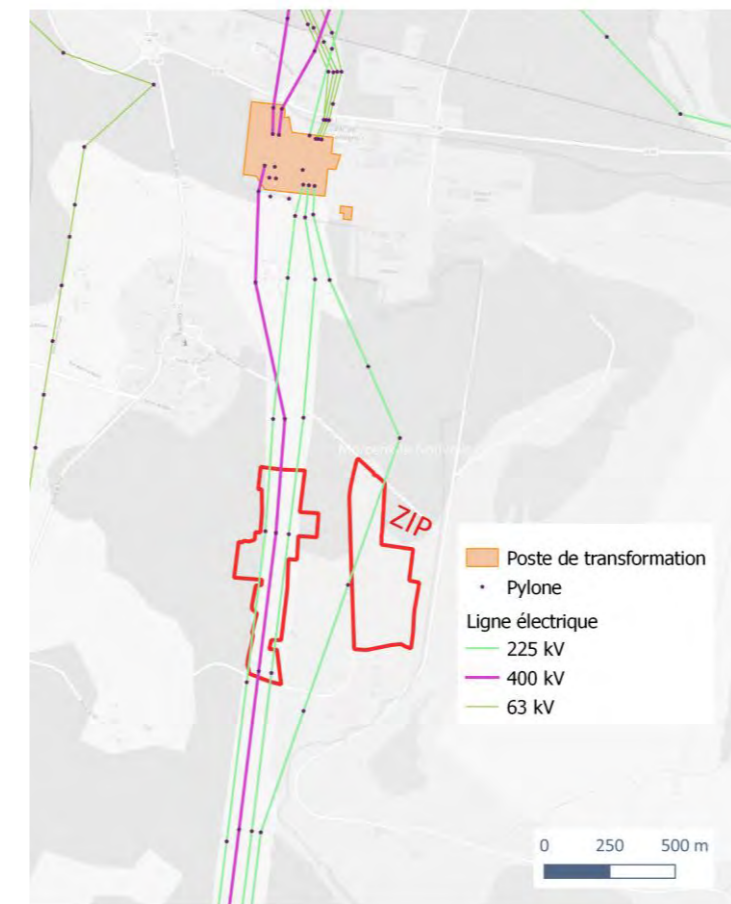 ZIP
Poste de transformation
Pylone
Ligne électrique
225 kV
400 kV
63 kV
0 250 500 m